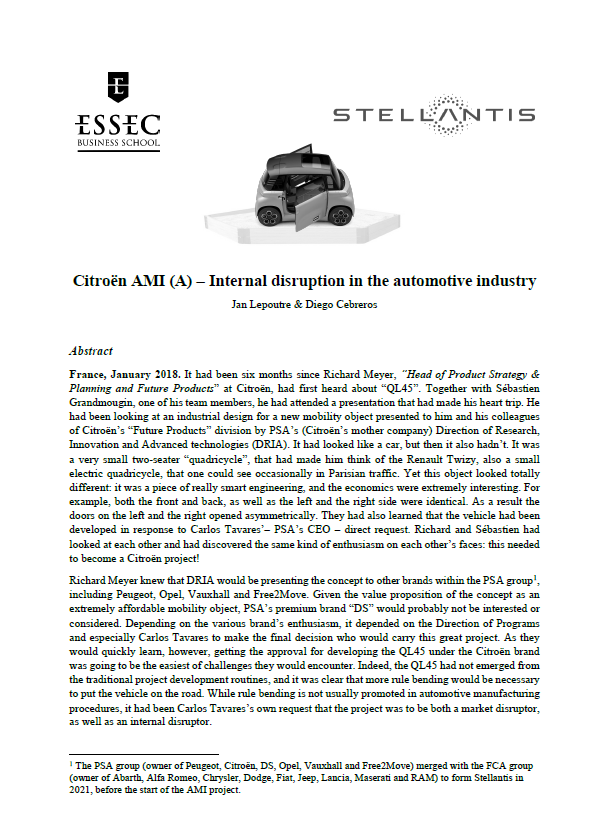 E
ESSEC
BUSINESS SCHOOL
STELLANTIS
Citroën AMI (A) – Internal disruption in the automotive industry
Jan Lepoutre & Diego Cebreros
Abstract
France, January 2018. It had been six months since Richard Meyer, “Head of Product Strategy &
Planning and Future Products” at Citroën, had first heard about “QL45”. Together with Sébastien
Grandmougin, one of his team members, he had attended a presentation that had made his heart trip. He
had been looking at an industrial design for a new mobility object presented to him and his colleagues
of Citroën’s “Future Products” division by PSA’s (Citroën’s mother company) Direction of Research,
Innovation and Advanced technologies (DRIA). It had looked like a car, but then it also hadn’t. It was
a very small two-seater “quadricycle”, that had made him think of the Renault Twizy, also a small
electric quadricycle, that one could see occasionally in Parisian traffic. Yet this object looked totally
different: it was a piece of really smart engineering, and the economics were extremely interesting. For
example, both the front and back, as well as the left and the right side were identical. As a result the
doors on the left and the right opened asymmetrically. They had also learned that the vehicle had been
developed in response to Carlos Tavares’– PSA’s CEO – direct request. Richard and Sébastien had
looked at each other and had discovered the same kind of enthusiasm on each other’s faces: this needed
to become a Citroën project!
Richard Meyer knew that DRIA would be presenting the concept to other brands within the PSA group1,
including Peugeot, Opel, Vauxhall and Free2Move. Given the value proposition of the concept as an
extremely affordable mobility object, PSA’s premium brand “DS” would probably not be interested or
considered. Depending on the various brand’s enthusiasm, it depended on the Direction of Programs
and especially Carlos Tavares to make the final decision who would carry this great project. As they
would quickly learn, however, getting the approval for developing the QL45 under the Citroën brand
was going to be the easiest of challenges they would encounter. Indeed, the QL45 had not emerged from
the traditional project development routines, and it was clear that more rule bending would be necessary
to put the vehicle on the road. While rule bending is not usually promoted in automotive manufacturing
procedures, it had been Carlos Tavares’s own request that the project was to be both a market disruptor,
as well as an internal disruptor.
1 The PSA group (owner of Peugeot, Citroën, DS, Opel, Vauxhall and Free2Move) merged with the FCA group
(owner of Abarth, Alfa Romeo, Chrysler, Dodge, Fiat, Jeep, Lancia, Maserati and RAM) to form Stellantis in
2021, before the start of the AMI project.